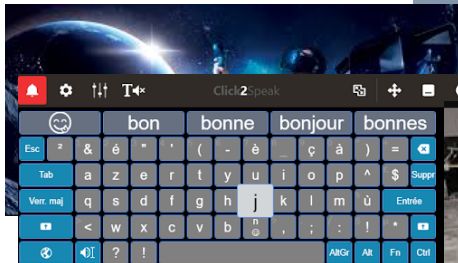 T
Click2Speak
bon bonne bonjour bonnes
Esc ² & é " ' ( - è _ ç à ) =
Tab a z e r t y u i o p ^ $ Suppr
Verr. maj q s d f g h j k l m ù Entrée
< w x c v b n , ; : ! *
? ! AltGr Alt Fn Ctrl